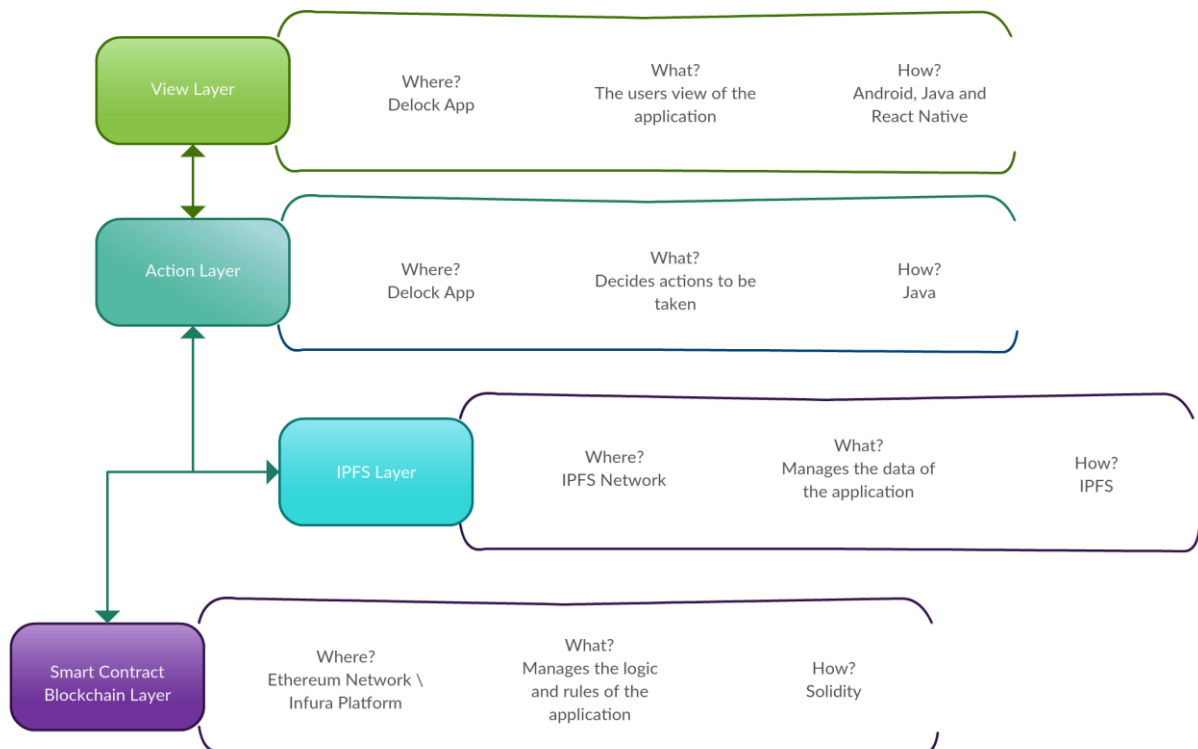 View Layer
Where?
Delock App
What?
The users view of the
application
How?
Android, Java and
React Native
Action Layer
Where?
Delock App
What?
Decides actions to be
taken
How?
Java
IPFS Layer
Where?
IPFS Network
What?
Manages the data of
the application
How?
IPFS
Smart Contract
Blockchain Layer
Where?
Ethereum Network \
Infura Platform
What?
Manages the logic
and rules of the
application
How?
Solidity